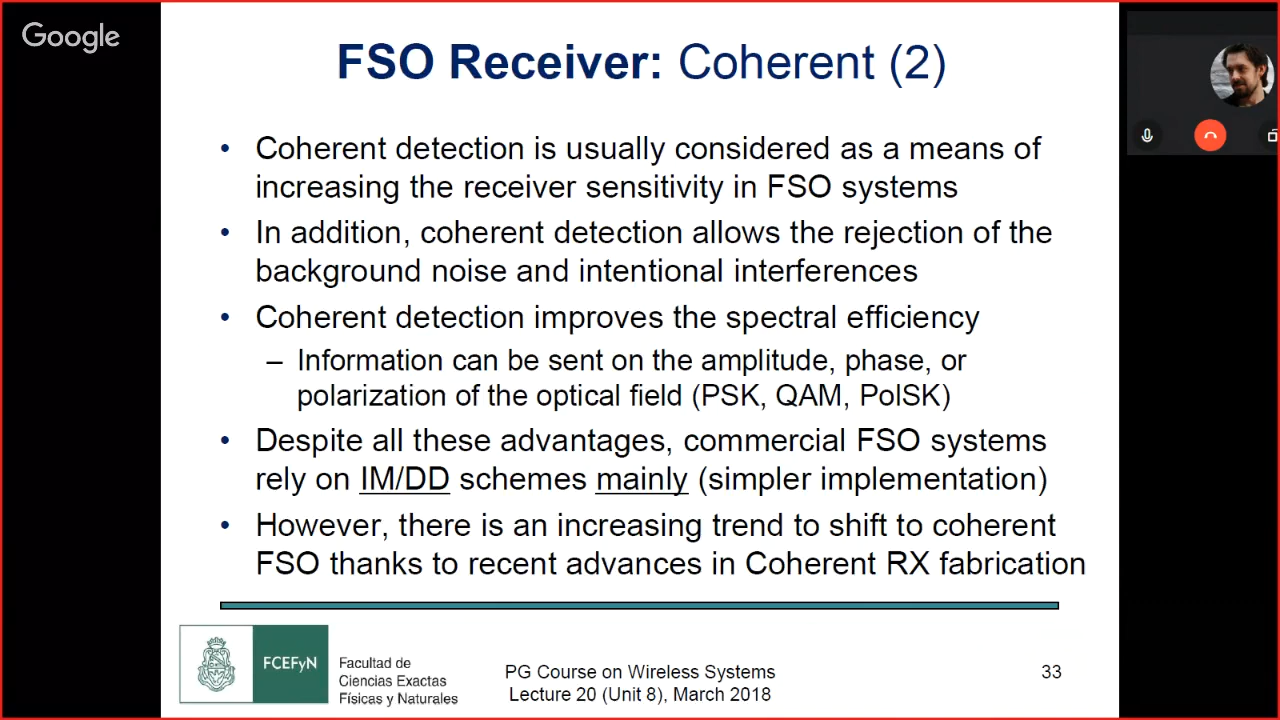 Google
FSO Receiver: Coherent (2)
• Coherent detection is usually considered as a means of
increasing the receiver sensitivity in FSO systems
• In addition, coherent detection allows the rejection of the
background noise and intentional interferences
• Coherent detection improves the spectral efficiency
– Information can be sent on the amplitude, phase, or
polarization of the optical field (PSK, QAM, PolSK)
• Despite all these advantages, commercial FSO systems
rely on IM/DD schemes mainly (simpler implementation)
• However, there is an increasing trend to shift to coherent
FSO thanks to recent advances in Coherent RX fabrication
FCEFyN
Facultad de
Ciencias Exactas
Físicas y Naturales
PG Course on Wireless Systems
Lecture 20 (Unit 8), March 2018
33